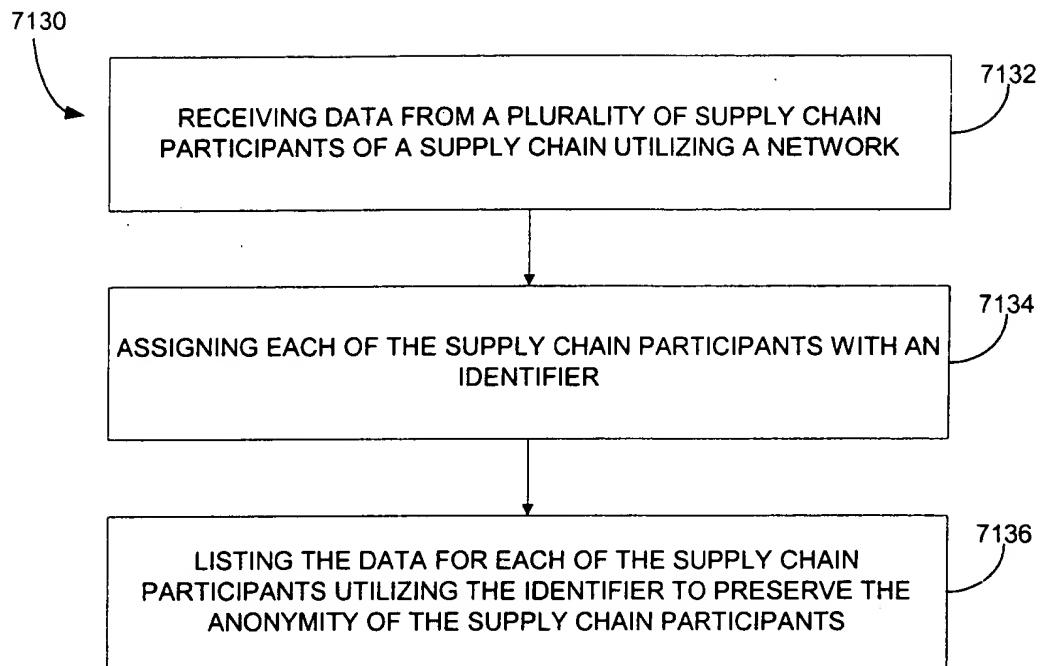 7130
7132
RECEIVING DATA FROM A PLURALITY OF SUPPLY CHAIN
PARTICIPANTS OF A SUPPLY CHAIN UTILIZING A NETWORK
7134
ASSIGNING EACH OF THE SUPPLY CHAIN PARTICIPANTS WITH AN
IDENTIFIER
7136
LISTING THE DATA FOR EACH OF THE SUPPLY CHAIN
PARTICIPANTS UTILIZING THE IDENTIFIER TO PRESERVE THE
ANONYMITY OF THE SUPPLY CHAIN PARTICIPANTS